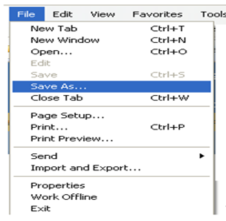 File Edit View Favorites Tools
New Tab Ctrl+T
New Window Ctrl+N
Open... Ctrl+O
Edit
Save Ctrl+S
Save As...
Close Tab Ctrl+W
Page Setup...
Print... Ctrl+P
Print Preview...
Send
Import and Export...
Properties
Work Offline
Exit